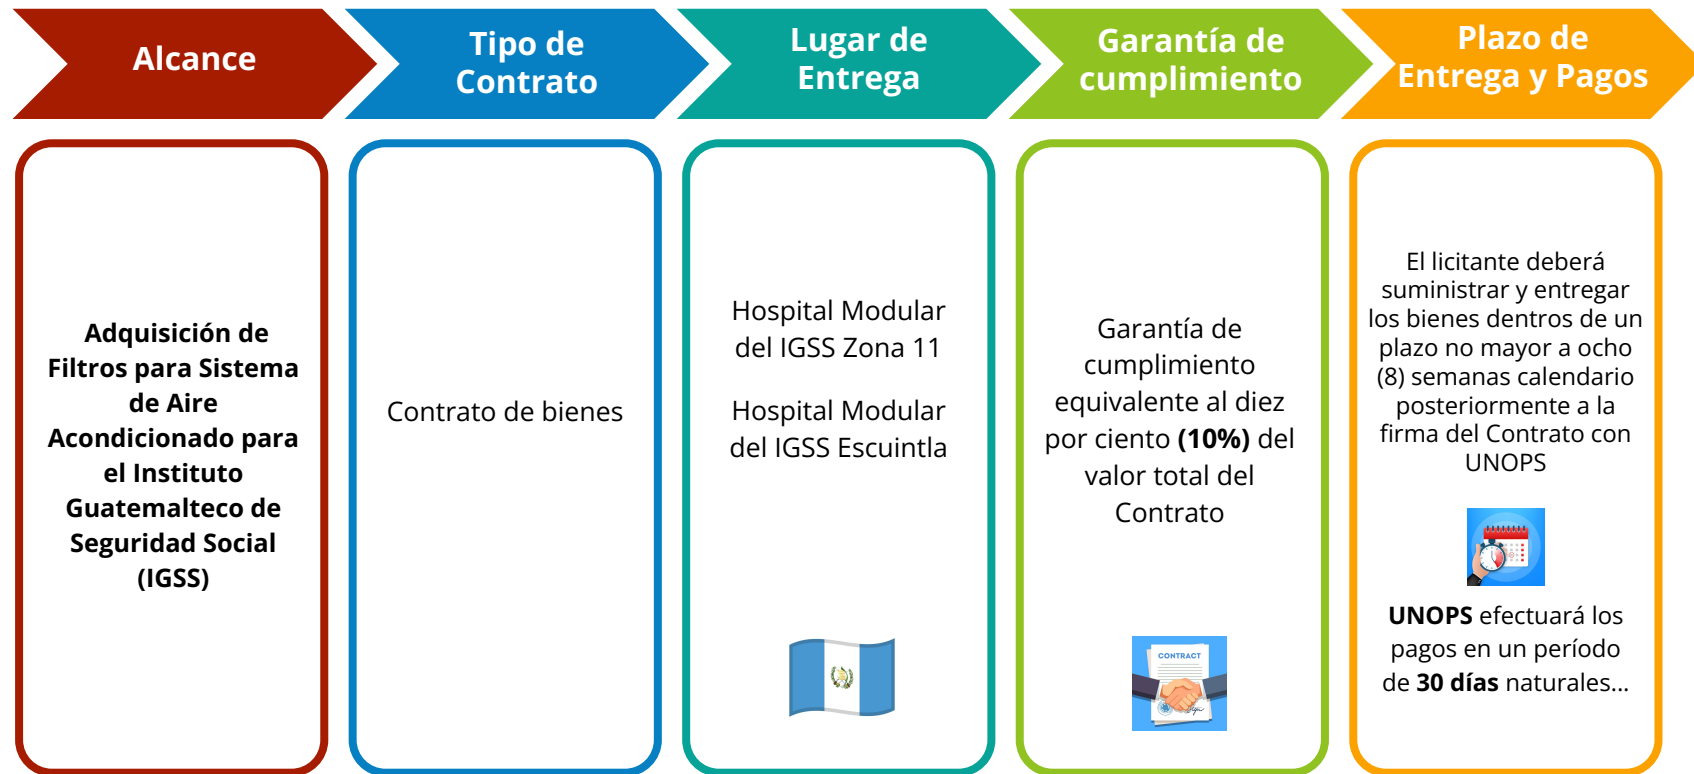 Alcance
Tipo de
Contrato
Lugar de
Entrega
Garantía de
cumplimiento
Plazo de
Entrega y Pagos
Adquisición de
Filtros para Sistema
de Aire
Acondicionado para
el Instituto
Guatemalteco de
Seguridad Social
(IGSS)
Contrato de bienes
Hospital Modular
del IGSS Zona 11
Hospital Modular
del IGSS Escuintla
Garantía de
cumplimiento
equivalente al diez
por ciento (10%) del
valor total del
Contrato
CONTRACT
El licitante deberá
suministrar y entregar
los bienes dentros de un
plazo no mayor a ocho
(8) semanas calendario
posteriormente a la
firma del Contrato con
UNOPS
UNOPS efectuará los
pagos en un período
de 30 días naturales...